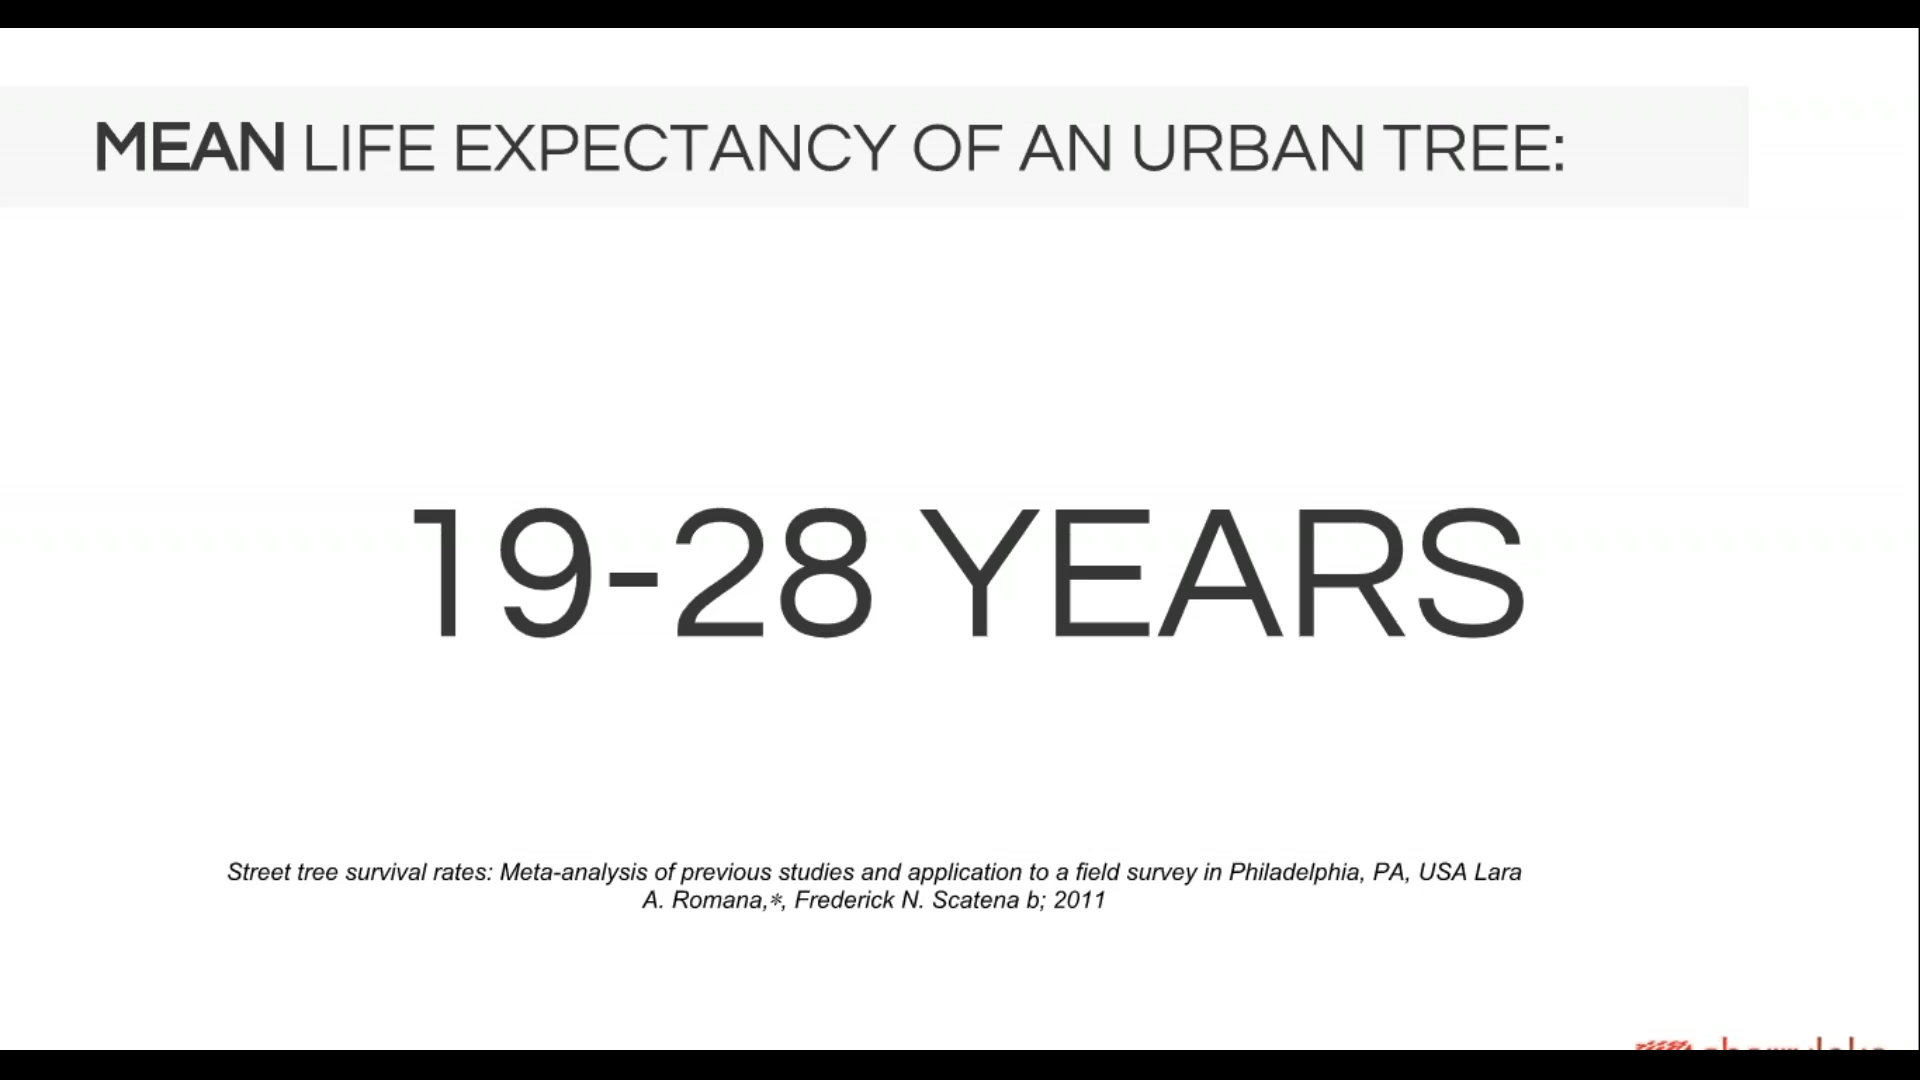 MEAN LIFE EXPECTANCY OF AN URBAN TREE:
19-28 YEARS
Street tree survival rates: Meta-analysis of previous studies and application to a field survey in Philadelphia, PA, USA Lara
A. Romana,∗, Frederick N. Scatena b; 2011